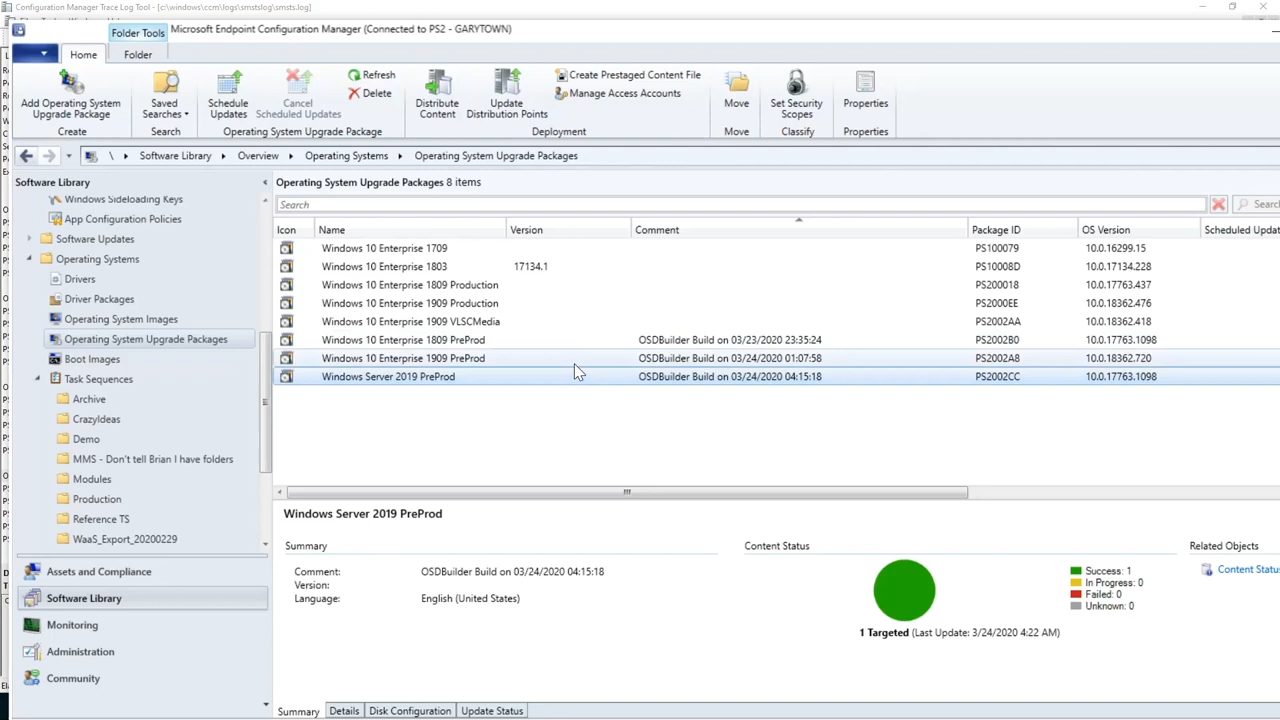 Configuration Manager Trace Log Tool - [c:\windows\ccm\logs\smstslog\smsts.log]
Folder Tools Microsoft Endpoint Configuration Manager (Connected to PS2 - GARYTOWN)
Home Folder
Add Operating System Upgrade Package
Create
Saved Searches
Search
Schedule Updates
Cancel Scheduled Updates
Operating System Upgrade Package
Refresh
Delete
Distribute Content
Update Distribution Points
Create Prestaged Content File
Manage Access Accounts
Deployment
Move
Move
Set Security Scopes
Classify
Properties
Properties
\ Software Library Overview Operating Systems Operating System Upgrade Packages
Software Library
Windows Sideloading Keys
App Configuration Policies
Software Updates
Operating Systems
Drivers
Driver Packages
Operating System Images
Operating System Upgrade Packages
Boot Images
Task Sequences
Archive
CrazyIdeas
Demo
MMS - Don't tell Brian I have folders
Modules
Production
Reference TS
WaaS_Export_20200229
Assets and Compliance
Software Library
Monitoring
Administration
Community
Operating System Upgrade Packages 8 items
Search
Icon Name Version Comment Package ID OS Version Scheduled Upda
Windows 10 Enterprise 1709 PS100079 10.0.16299.15
Windows 10 Enterprise 1803 17134.1 PS10008D 10.0.17134.228
Windows 10 Enterprise 1809 Production PS200018 10.0.17763.437
Windows 10 Enterprise 1909 Production PS2000EE 10.0.18362.476
Windows 10 Enterprise 1909 VLSCMedia PS2002AA 10.0.18362.418
Windows 10 Enterprise 1809 PreProd OSDBuilder Build on 03/23/2020 23:35:24 PS2002B0 10.0.17763.1098
Windows 10 Enterprise 1909 PreProd OSDBuilder Build on 03/24/2020 01:07:58 PS2002A8 10.0.18362.720
Windows Server 2019 PreProd OSDBuilder Build on 03/24/2020 04:15:18 PS2002CC 10.0.17763.1098
Windows Server 2019 PreProd
Summary
Comment: OSDBuilder Build on 03/24/2020 04:15:18
Version:
Language: English (United States)
Content Status
Success: 1
In Progress: 0
Failed: 0
Unknown: 0
1 Targeted (Last Update: 3/24/2020 4:22 AM)
Related Objects
Content Statu
Summary Details Disk Configuration Update Status